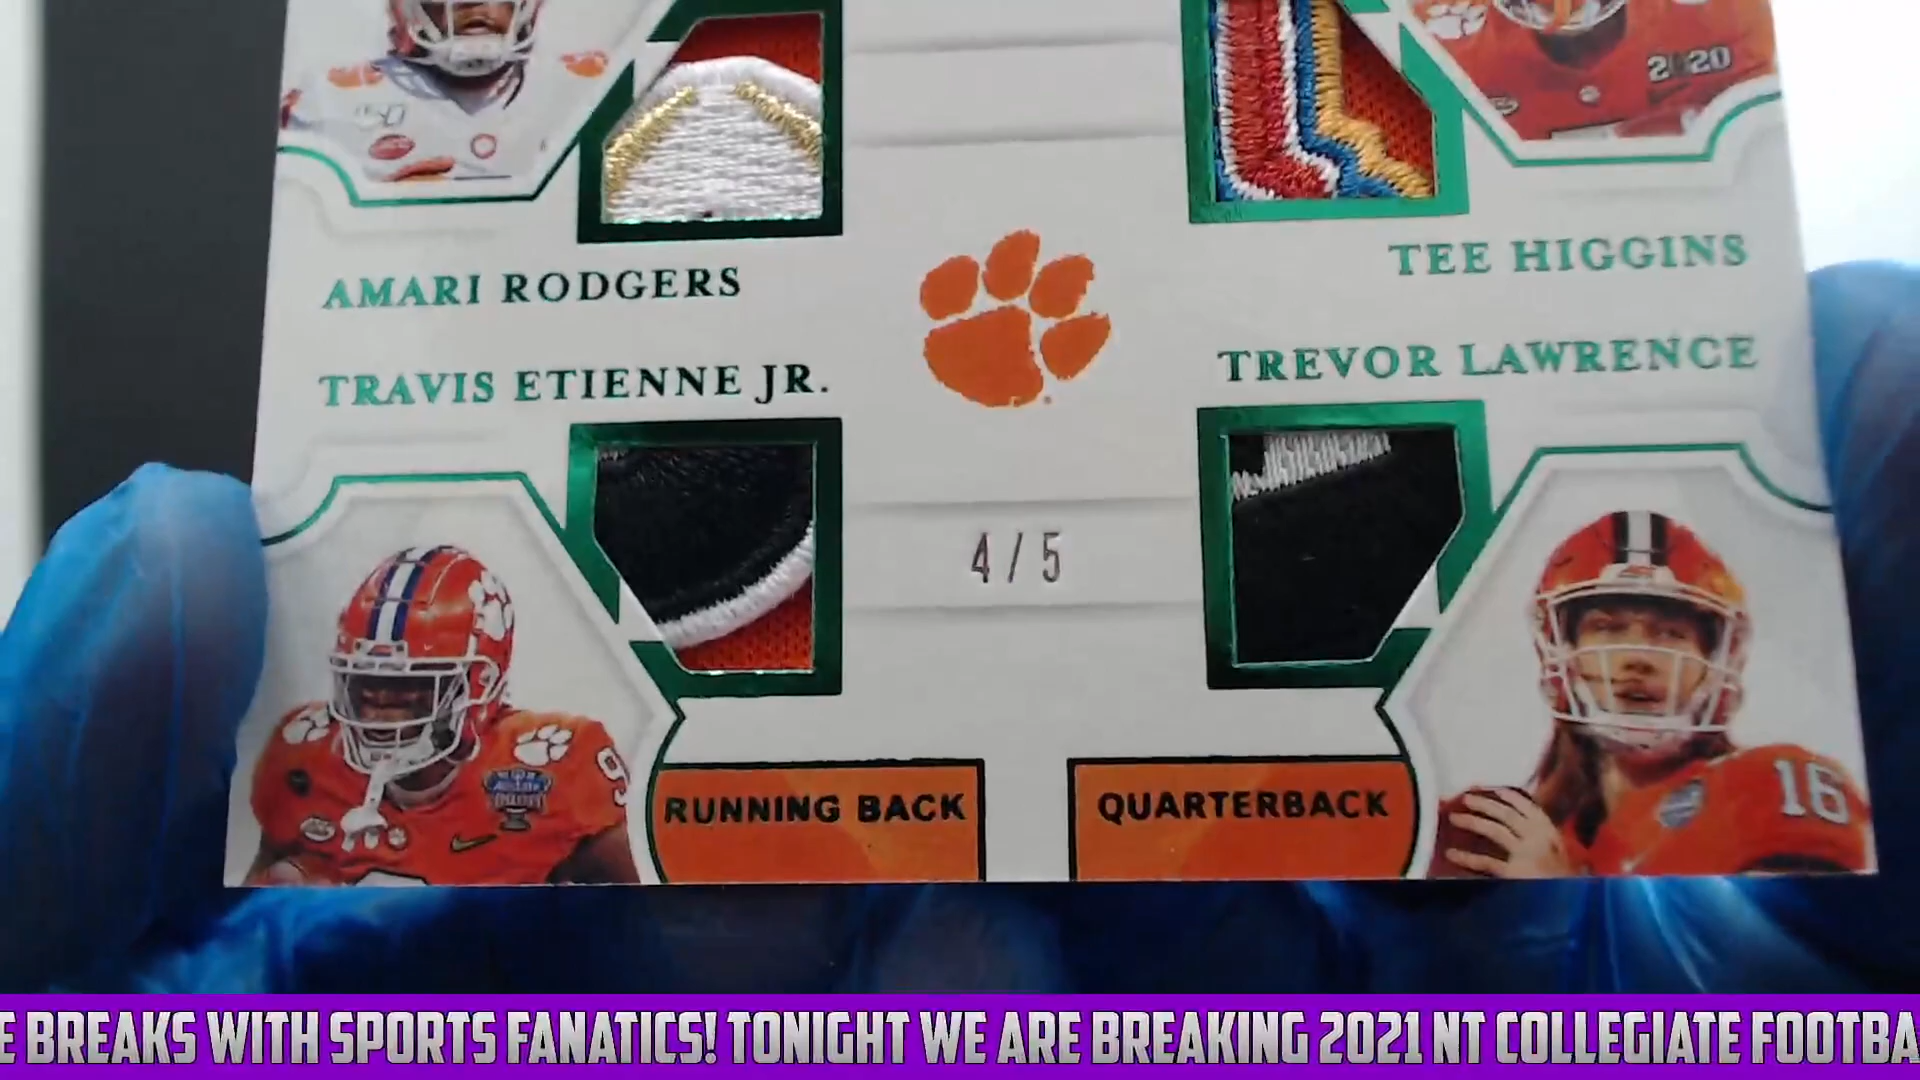 2020
AMARI RODGERS
TEE HIGGINS
TRAVIS ETIENNE JR.
TREVOR LAWRENCE
4/5
RUNNING BACK
QUARTERBACK
16
E BREAKS WITH SPORTS FANATICS! TONIGHT WE ARE BREAKING 2021 NT COLLEGIATE FOOTBA